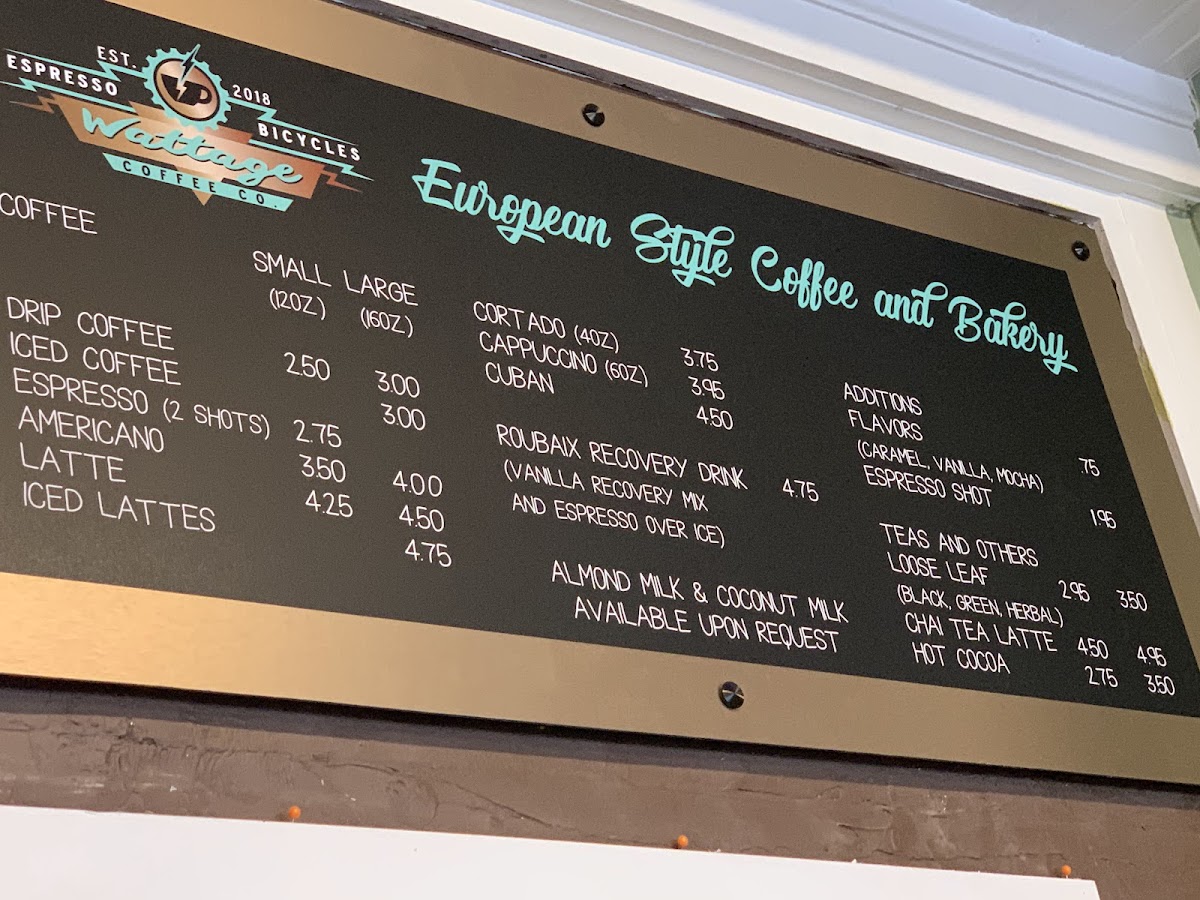 EST. 2018
ESPRESSO BICYCLES
Wattage
COFFEE CO.
European Style Coffee and Bakery
COFFEE
SMALL LARGE
(12OZ) (16OZ)
DRIP COFFEE 2.50 3.00
ICED COFFEE 3.00
ESPRESSO (2 SHOTS) 2.75
AMERICANO 3.50 4.00
LATTE 4.25 4.50
ICED LATTES 4.75
CORTADO (4OZ) 3.75
CAPPUCCINO (6OZ) 3.95
CUBAN 4.50
ROUBAIX RECOVERY DRINK 4.75
(VANILLA RECOVERY MIX
AND ESPRESSO OVER ICE)
ALMOND MILK & COCONUT MILK
AVAILABLE UPON REQUEST
ADDITIONS
FLAVORS .75
(CARAMEL, VANILLA, MOCHA)
ESPRESSO SHOT 1.95
TEAS AND OTHERS
LOOSE LEAF 2.95 3.50
(BLACK, GREEN, HERBAL)
CHAI TEA LATTE 4.50 4.95
HOT COCOA 2.75 3.50